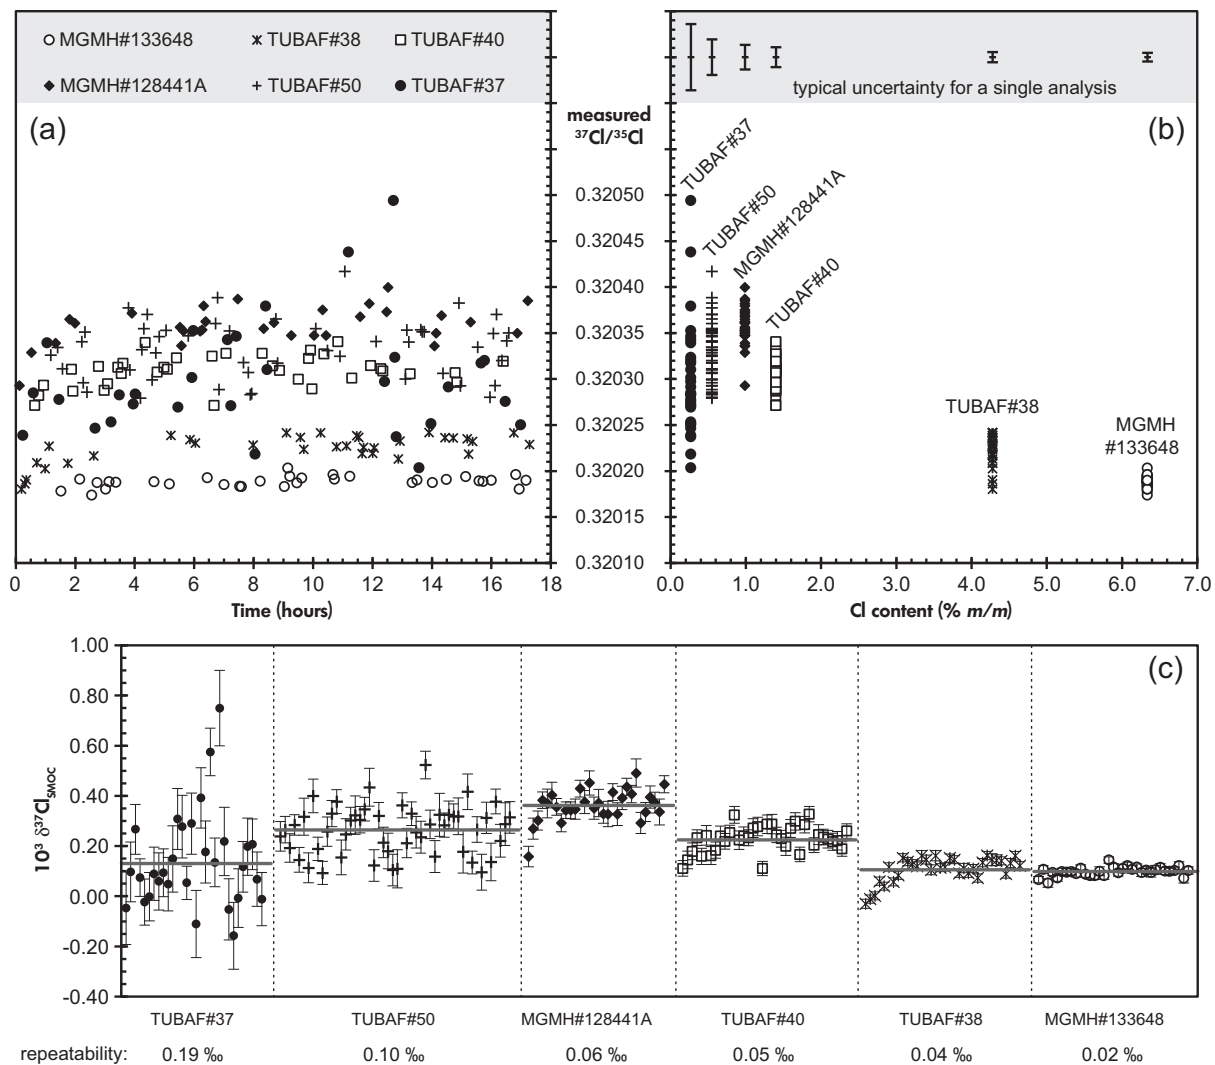 MGMH#133648 TUBAF#38 TUBAF#40
MGMH#128441A TUBAF#50 TUBAF#37
(a)
measured
³⁷Cl/³⁵Cl
0.32050
0.32045
0.32040
0.32035
0.32030
0.32025
0.32020
0.32015
0.32010
0 2 4 6 8 10 12 14 16 18
Time (hours)
typical uncertainty for a single analysis
(b)
TUBAF#37
TUBAF#50
MGMH#128441A
TUBAF#40
TUBAF#38
MGMH
#133648
0.0 1.0 2.0 3.0 4.0 5.0 6.0 7.0
Cl content (% m/m)
(c)
10³ δ³⁷Cl_SMOC
1.00
0.80
0.60
0.40
0.20
0.00
-0.20
-0.40
TUBAF#37 TUBAF#50 MGMH#128441A TUBAF#40 TUBAF#38 MGMH#133648
repeatability: 0.19 ‰ 0.10 ‰ 0.06 ‰ 0.05 ‰ 0.04 ‰ 0.02 ‰